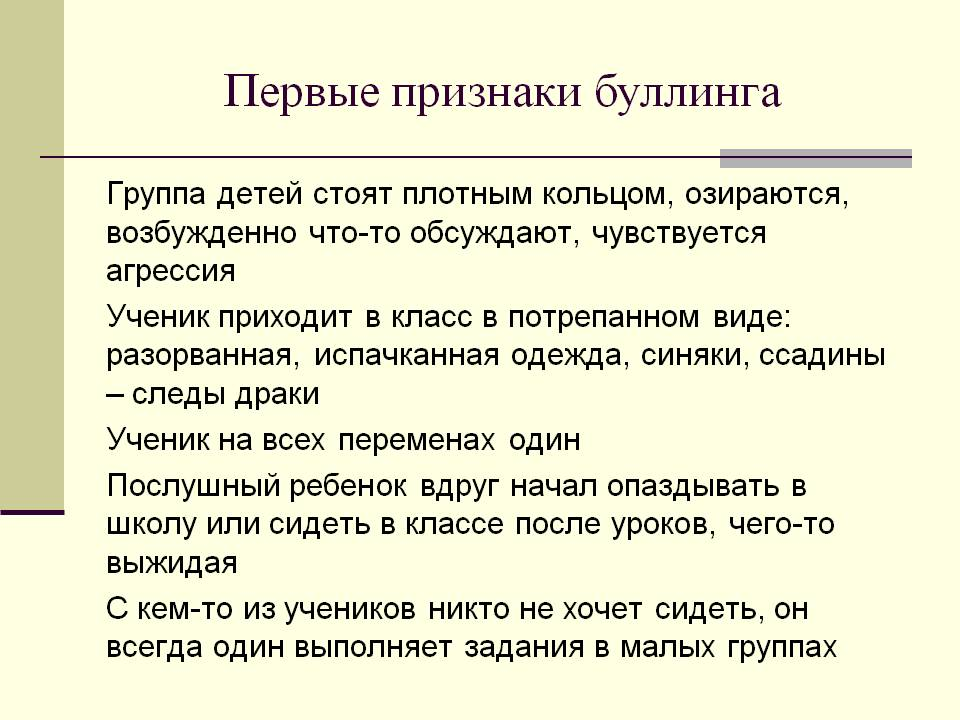 Первые признаки буллинга
Группа детей стоят плотным кольцом, озираются,
возбужденно что-то обсуждают, чувствуется
агрессия
Ученик приходит в класс в потрепанном виде:
разорванная, испачканная одежда, синяки, ссадины
– следы драки
Ученик на всех переменах один
Послушный ребенок вдруг начал опаздывать в
школу или сидеть в классе после уроков, чего-то
выжидая
С кем-то из учеников никто не хочет сидеть, он
всегда один выполняет задания в малых группах